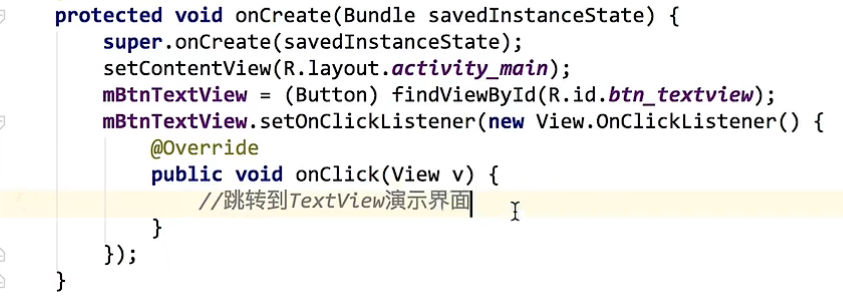 protected void onCreate(Bundle savedInstanceState) {
super.onCreate(savedInstanceState);
setContentView(R.layout.activity_main);
mBtnTextView = (Button) findViewById(R.id.btn_textview);
mBtnTextView.setOnClickListener(new View.OnClickListener() {
@Override
public void onClick(View v) {
//跳转到TextView演示界面
}
});
}